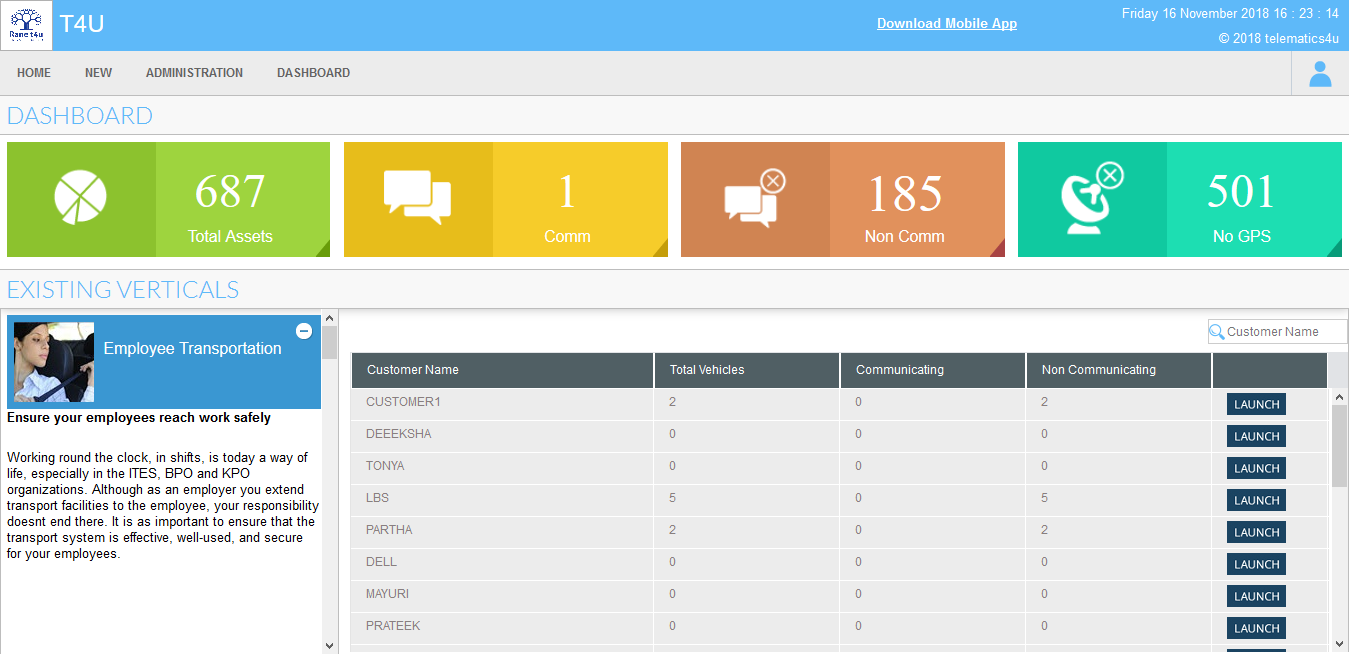 Rane t4u
T4U
Download Mobile App
Friday 16 November 2018 16 : 23 : 14
© 2018 telematics4u
HOME NEW ADMINISTRATION DASHBOARD
DASHBOARD
687
Total Assets
1
Comm
185
Non Comm
501
No GPS
EXISTING VERTICALS
Employee Transportation
Ensure your employees reach work safely
Working round the clock, in shifts, is today a way of
life, especially in the ITES, BPO and KPO
organizations. Although as an employer you extend
transport facilities to the employee, your responsibility
doesnt end there. It is as important to ensure that the
transport system is effective, well-used, and secure
for your employees.
Customer Name
Customer Name Total Vehicles Communicating Non Communicating
CUSTOMER1 2 0 2 LAUNCH
DEEEKSHA 0 0 0 LAUNCH
TONYA 0 0 0 LAUNCH
LBS 5 0 5 LAUNCH
PARTHA 2 0 2 LAUNCH
DELL 0 0 0 LAUNCH
MAYURI 0 0 0 LAUNCH
PRATEEK 0 0 0 LAUNCH